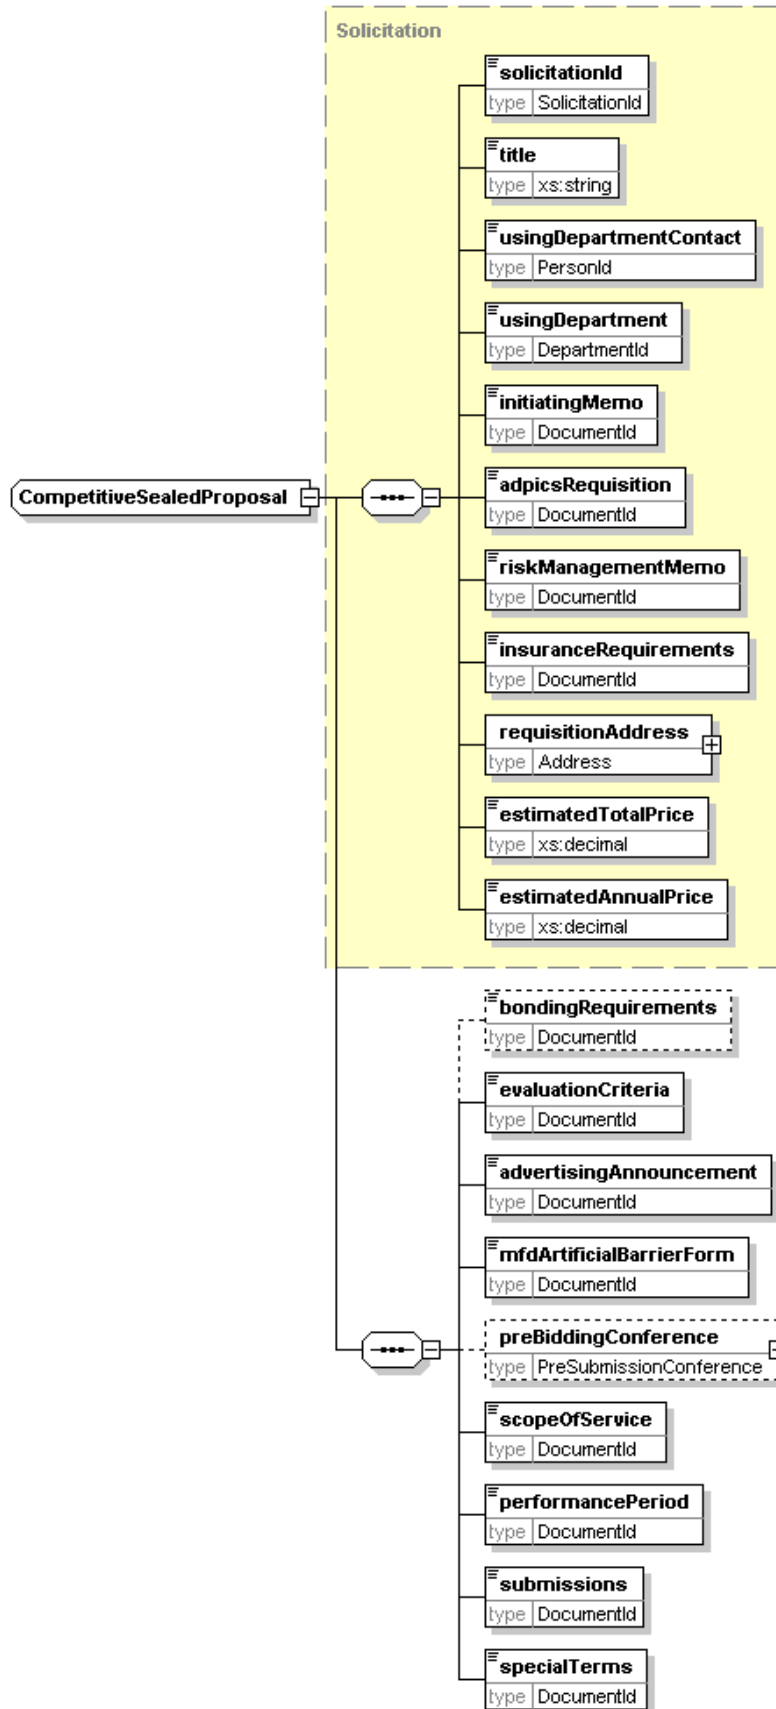 Solicitation
solicitationId
type SolicitationId
title
type xs:string
usingDepartmentContact
type PersonId
usingDepartment
type DepartmentId
initiatingMemo
type DocumentId
CompetitiveSealedProposal
adpicsRequisition
type DocumentId
riskManagementMemo
type DocumentId
insuranceRequirements
type DocumentId
requisitionAddress
type Address
estimatedTotalPrice
type xs:decimal
estimatedAnnualPrice
type xs:decimal
bondingRequirements
type DocumentId
evaluationCriteria
type DocumentId
advertisingAnnouncement
type DocumentId
mfdArtificialBarrierForm
type DocumentId
preBiddingConference
type PreSubmissionConference
scopeOfService
type DocumentId
performancePeriod
type DocumentId
submissions
type DocumentId
specialTerms
type DocumentId